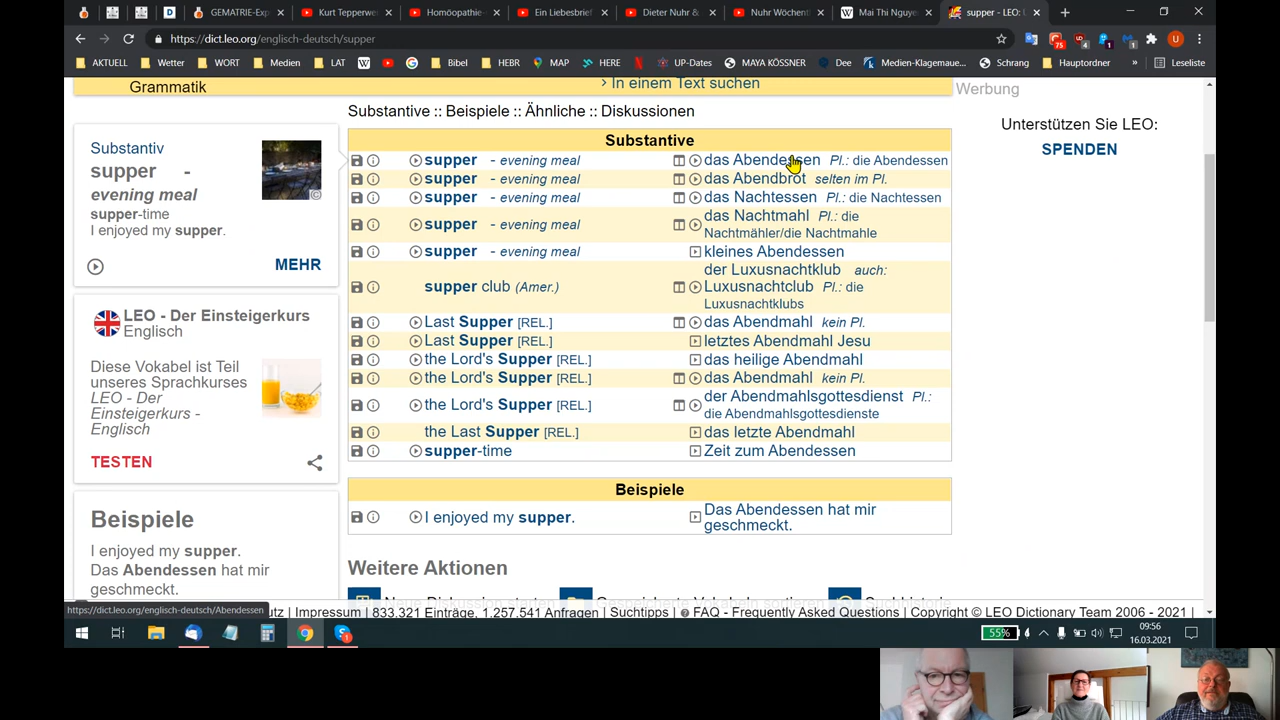 GEMATRIE-Exp
Kurt Tepperwe
Homöopathie
Ein Liebesbrief
Dieter Nuhr &
Nuhr Wöchent
Mai Thi Nguye
supper - LEO: Ü
https://dict.leo.org/englisch-deutsch/supper
75
4
1
1
U
AKTUELL
Wetter
WORT
Medien
LAT
Bibel
HEBR
MAP
HERE
UP-Dates
MAYA KÖSSNER
Dee
Medien-Klagemaue...
Schrang
Hauptordner
Leseliste
Grammatik
› In einem Text suchen
Werbung
Substantive :: Beispiele :: Ähnliche :: Diskussionen
Unterstützen Sie LEO:
SPENDEN
Substantiv
supper -
evening meal
supper-time
I enjoyed my supper.
MEHR
LEO - Der Einsteigerkurs
Englisch
Diese Vokabel ist Teil
unseres Sprachkurses
LEO - Der
Einsteigerkurs -
Englisch
TESTEN
Beispiele
I enjoyed my supper.
Das Abendessen hat mir
geschmeckt.
Substantive
supper - evening meal das Abendessen Pl.: die Abendessen
supper - evening meal das Abendbrot selten im Pl.
supper - evening meal das Nachtessen Pl.: die Nachtessen
supper - evening meal das Nachtmahl Pl.: die
Nachtmähler/die Nachtmahle
supper - evening meal kleines Abendessen
supper club (Amer.) der Luxusnachtklub auch:
Luxusnachtclub Pl.: die
Luxusnachtklubs
Last Supper [REL.] das Abendmahl kein Pl.
Last Supper [REL.] letztes Abendmahl Jesu
the Lord's Supper [REL.] das heilige Abendmahl
the Lord's Supper [REL.] das Abendmahl kein Pl.
the Lord's Supper [REL.] der Abendmahlsgottesdienst Pl.:
die Abendmahlsgottesdienste
the Last Supper [REL.] das letzte Abendmahl
supper-time Zeit zum Abendessen
Beispiele
I enjoyed my supper. Das Abendessen hat mir
geschmeckt.
Weitere Aktionen
https://dict.leo.org/englisch-deutsch/Abendessen
utz | Impressum | 833.321 Einträge, 1.257.541 Anfragen | Suchtipps | FAQ - Frequently Asked Questions | Copyright © LEO Dictionary Team 2006 - 2021 |
55%
09:56
16.03.2021